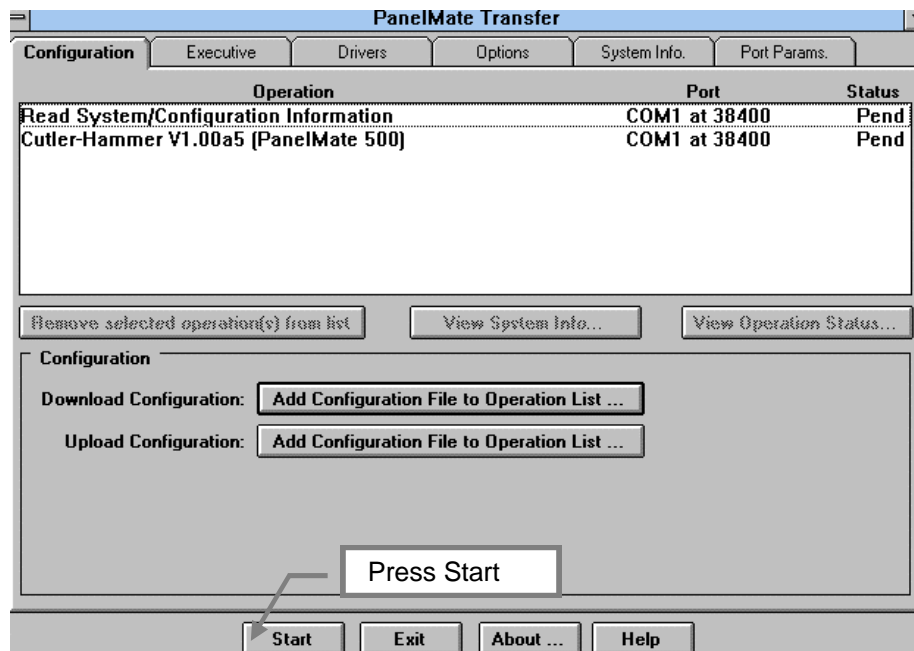 PanelMate Transfer
Configuration Executive Drivers Options System Info. Port Params.
Operation Port Status
Read System/Configuration Information COM1 at 38400 Pend
Cutler-Hammer V1.00a5 (PanelMate 500) COM1 at 38400 Pend
Remove selected operation(s) from list View System Info... View Operation Status...
Configuration
Download Configuration: Add Configuration File to Operation List ...
Upload Configuration: Add Configuration File to Operation List ...
Press Start
Start Exit About ... Help